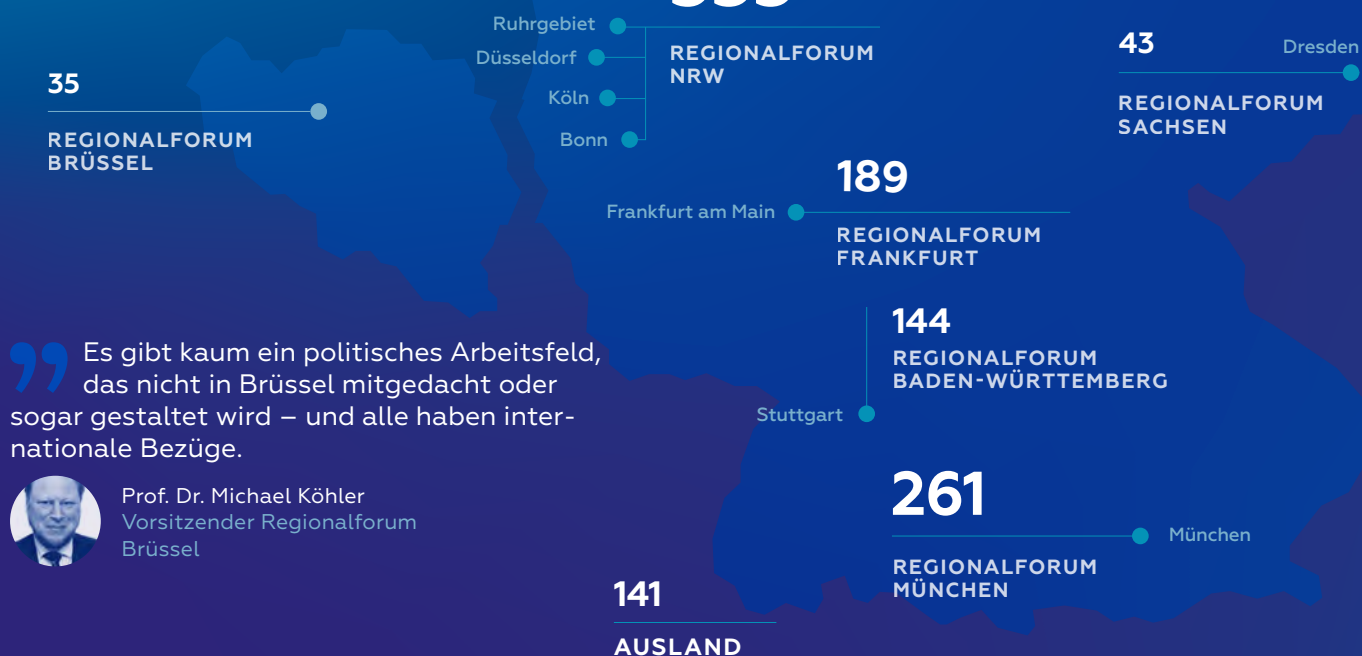 Ruhrgebiet
Düsseldorf
Köln
Bonn
REGIONALFORUM
NRW
43
Dresden
REGIONALFORUM
SACHSEN
35
REGIONALFORUM
BRÜSSEL
189
Frankfurt am Main
REGIONALFORUM
FRANKFURT
144
REGIONALFORUM
BADEN-WÜRTTEMBERG
Stuttgart
” Es gibt kaum ein politisches Arbeitsfeld,
das nicht in Brüssel mitgedacht oder
sogar gestaltet wird – und alle haben inter-
nationale Bezüge.
Prof. Dr. Michael Köhler
Vorsitzender Regionalforum
Brüssel
261
München
REGIONALFORUM
MÜNCHEN
141
AUSLAND